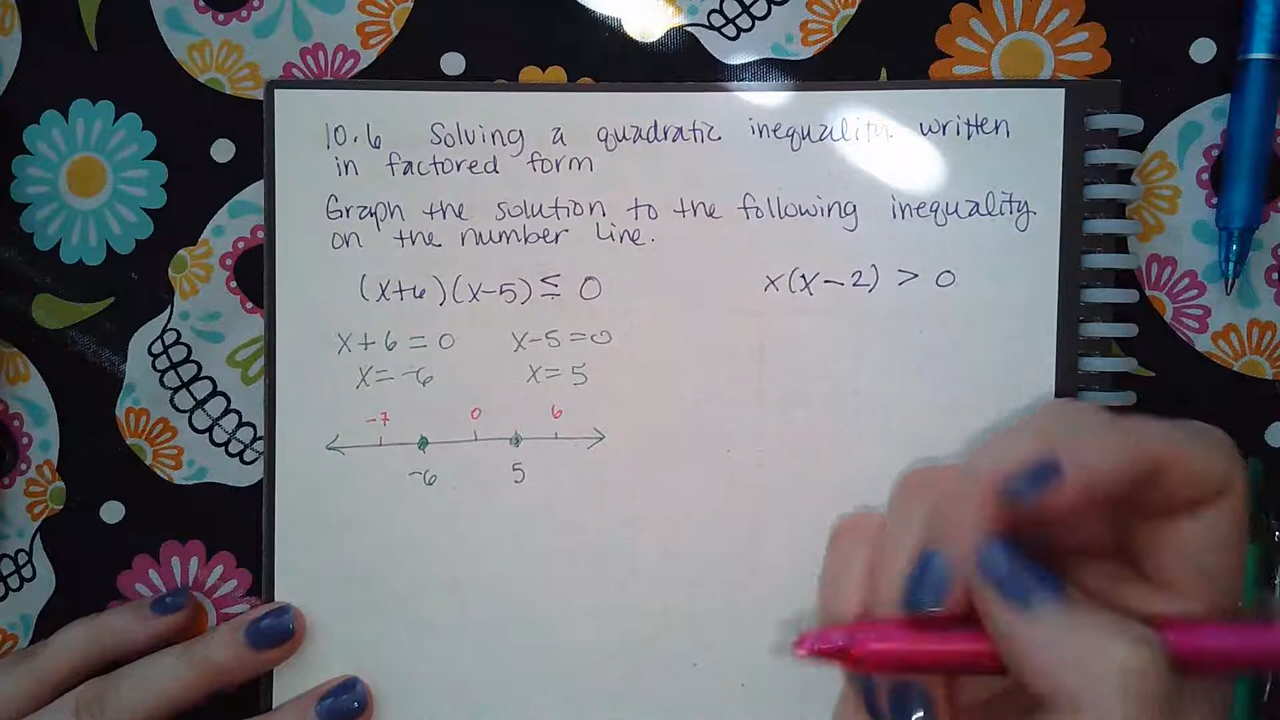 10.6 Solving a quadratic inequality written
in factored form
Graph the solution to the following inequality
on the number line.
(x+6)(x-5) ≤ 0
x(x-2) > 0
x+6=0 x-5=0
x=-6 x=5
-7 0 6
-6 5